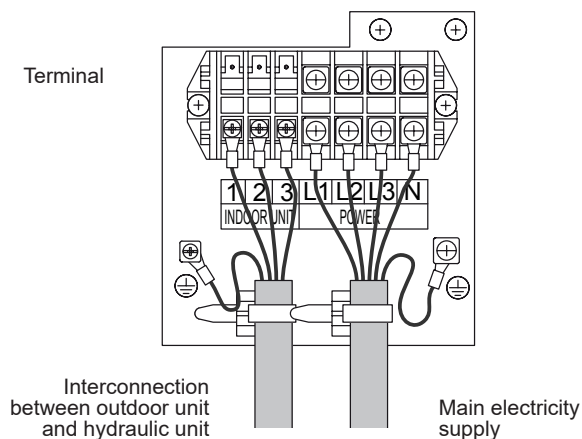 Terminal
1 2 3 L1 L2 L3 N
INDOOR UNIT POWER
Interconnection
between outdoor unit
and hydraulic unit
Main electricity
supply